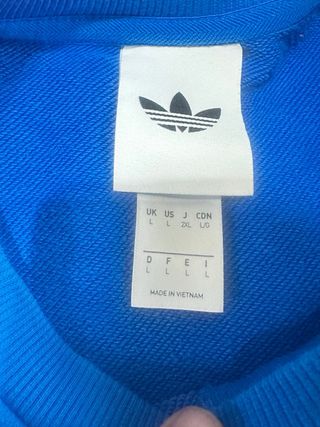 UK US J CDN
L L 2XL L/G
D F E I
L L L L
MADE IN VIETNAM